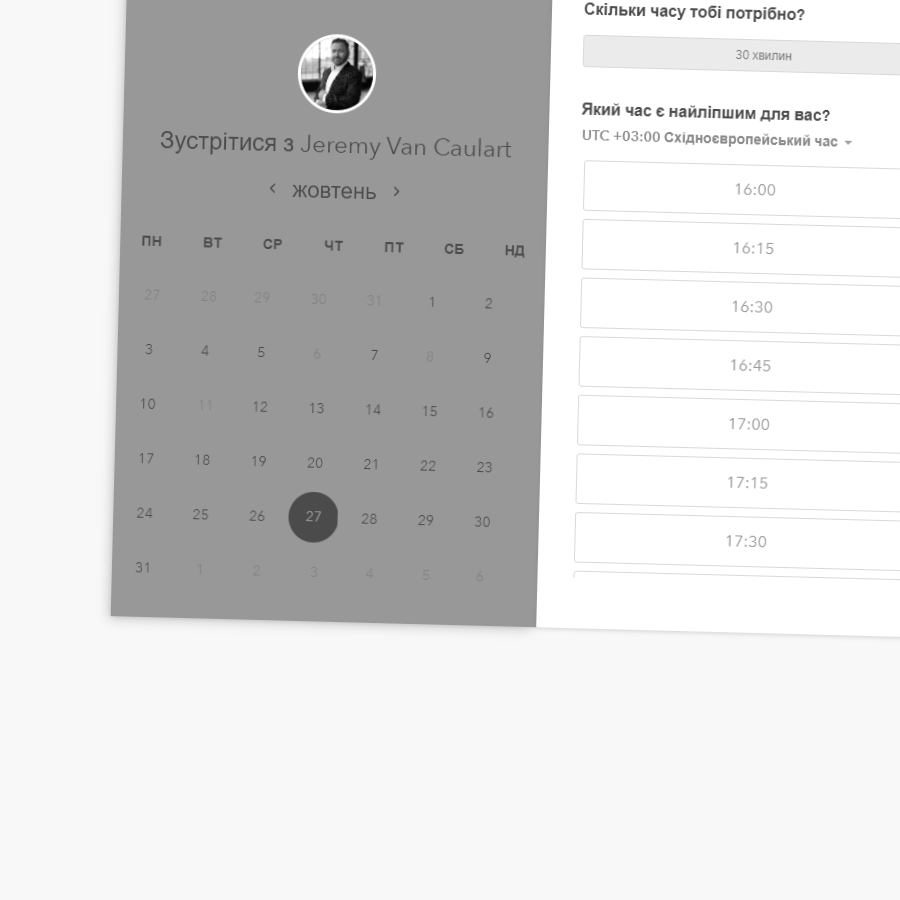 Зустрітися з Jeremy Van Caulart
‹ жовтень ›
ПН ВТ СР ЧТ ПТ СБ НД
27 28 29 30 31 1 2
3 4 5 6 7 8 9
10 11 12 13 14 15 16
17 18 19 20 21 22 23
24 25 26 27 28 29 30
31 1 2 3 4 5 6
Скільки часу тобі потрібно?
30 хвилин
Який час є найліпшим для вас?
UTC +03:00 Східноєвропейський час
16:00
16:15
16:30
16:45
17:00
17:15
17:30